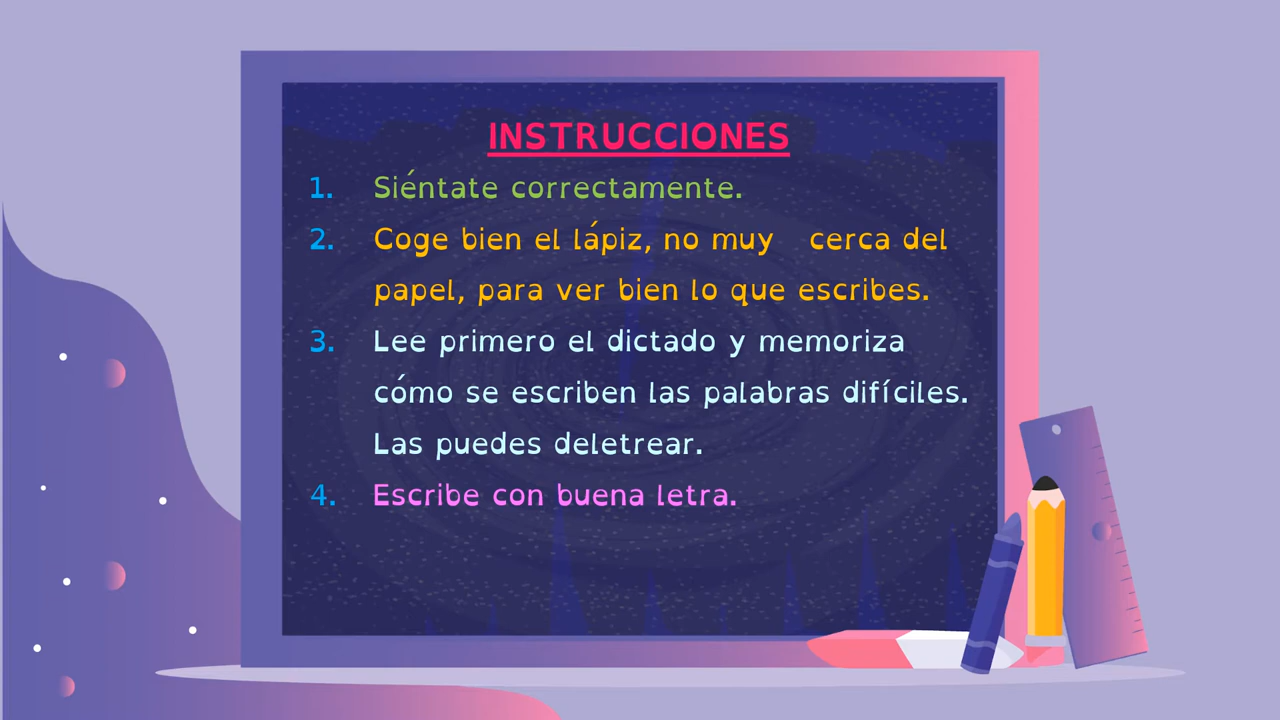 INSTRUCCIONES
1. Siéntate correctamente.
2. Coge bien el lápiz, no muy cerca del
papel, para ver bien lo que escribes.
3. Lee primero el dictado y memoriza
cómo se escriben las palabras difíciles.
Las puedes deletrear.
4. Escribe con buena letra.